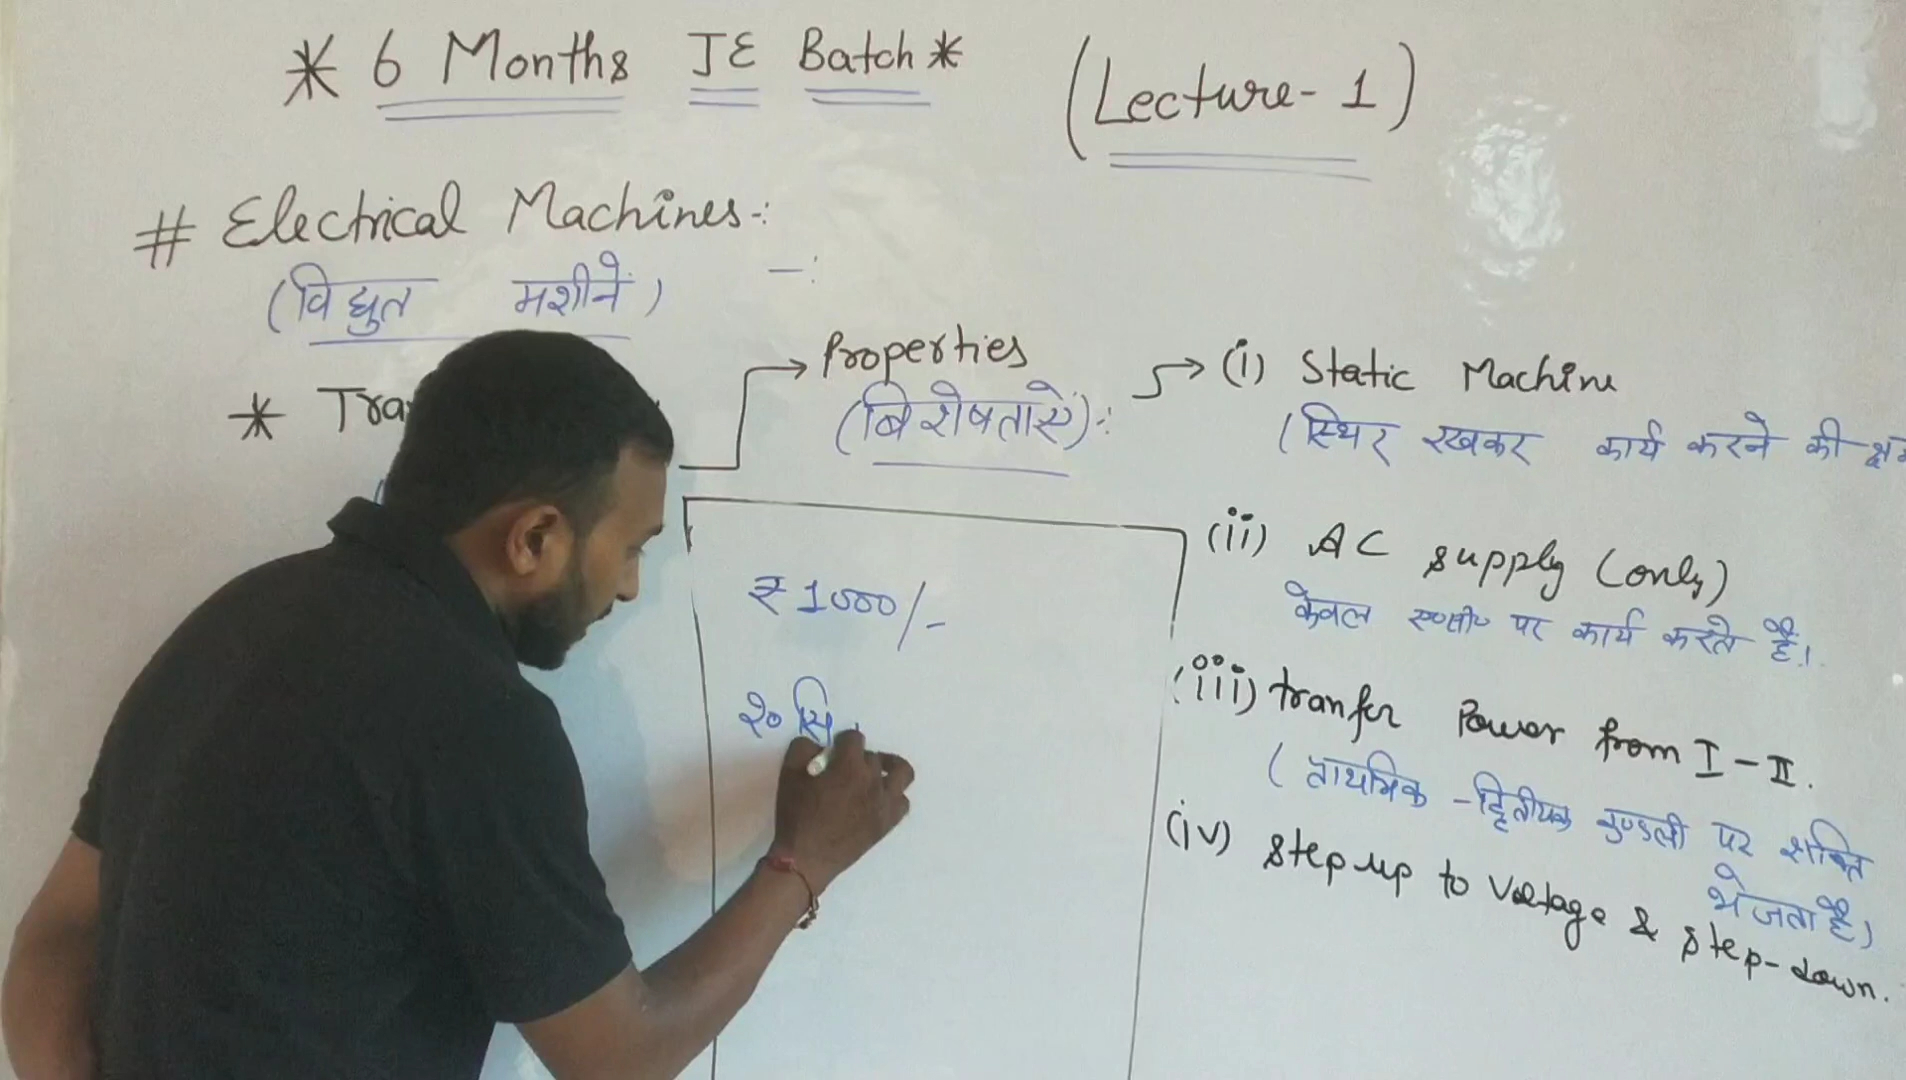 * 6 Months JE Batch *
(Lecture-1)
# Electrical Machines-:
(विद्युत मशीनें) -:
* Tra
Properties
(विशेषताएें)-:
(i) Static Machine
(स्थिर रखकर कार्य करने की क्ष
₹ 1000/-
२० सि
(ii) AC supply (only)
केवल ए०सी० पर कार्य करते है।
(iii) tranfer Power from I-II.
(प्राथमिक - द्वितीयक कुण्डली पर शक्ति
भेजता है)
(iv) step up to Voltage & step-down.